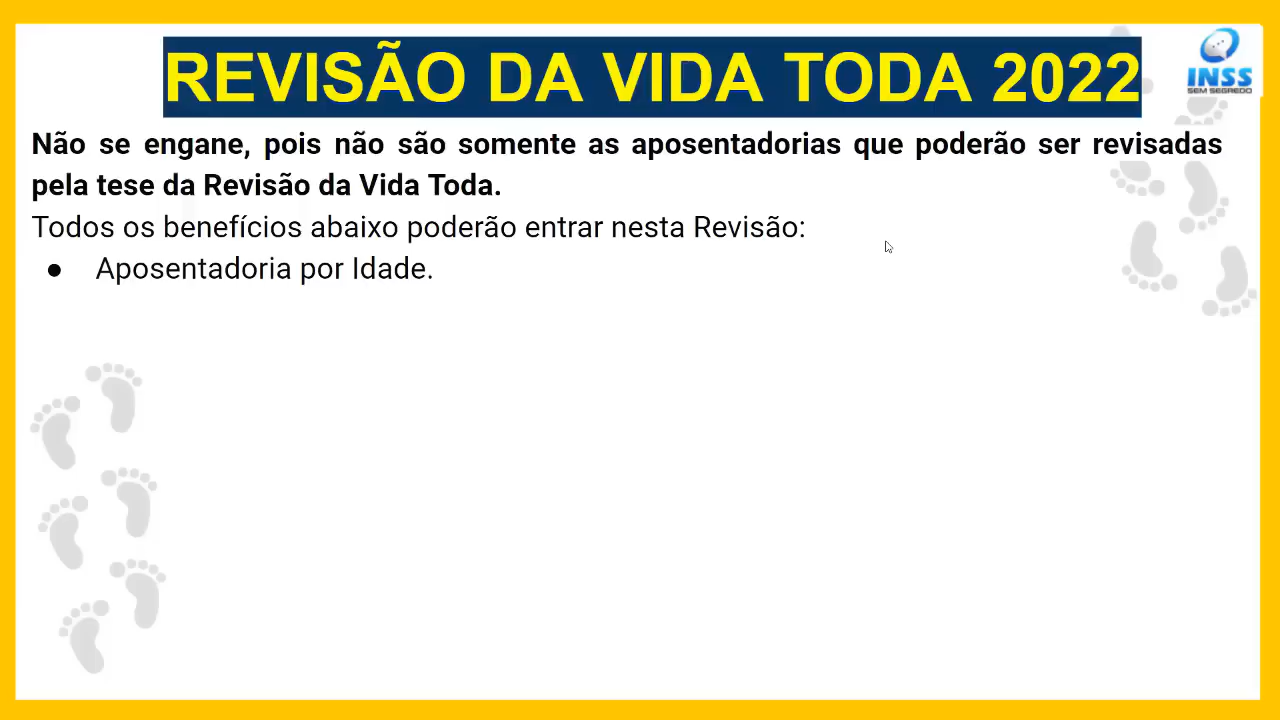 REVISÃO DA VIDA TODA 2022
INSS
SEM SEGREDO
Não se engane, pois não são somente as aposentadorias que poderão ser revisadas
pela tese da Revisão da Vida Toda.
Todos os benefícios abaixo poderão entrar nesta Revisão:
● Aposentadoria por Idade.